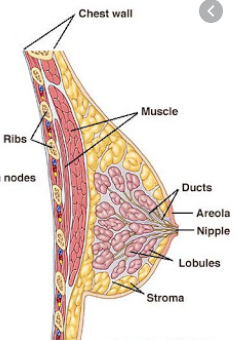 Chest wall
Muscle
Ribs
nodes
Ducts
Areola
Nipple
Lobules
Stroma